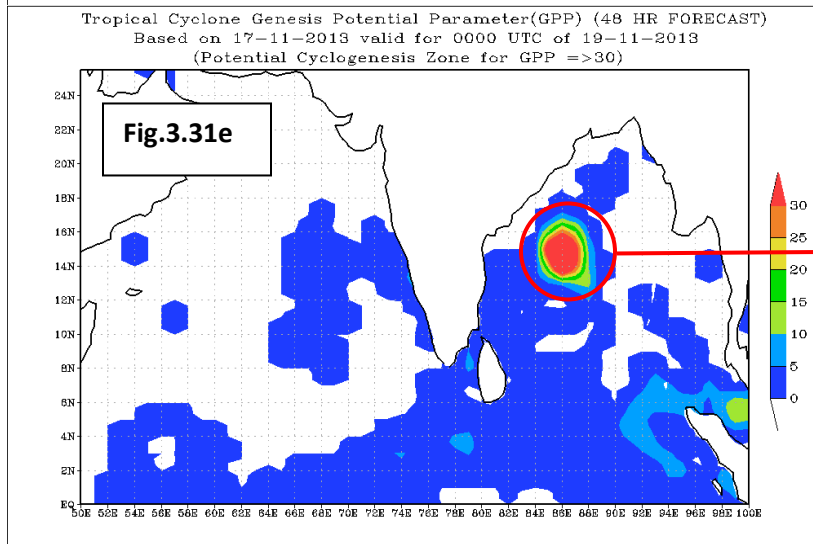 Tropical Cyclone Genesis Potential Parameter(GPP) (48 HR FORECAST)
Based on 17-11-2013 valid for 0000 UTC of 19-11-2013
(Potential Cyclogenesis Zone for GPP =>30)
Fig.3.31e
24N
22N
20N
18N
16N
14N
12N
10N
8N
6N
4N
2N
EQ
50E 52E 54E 56E 58E 60E 62E 64E 66E 68E 70E 72E 74E 76E 78E 80E 82E 84E 86E 88E 90E 92E 94E 96E 98E 100E
30
25
20
15
10
5
0